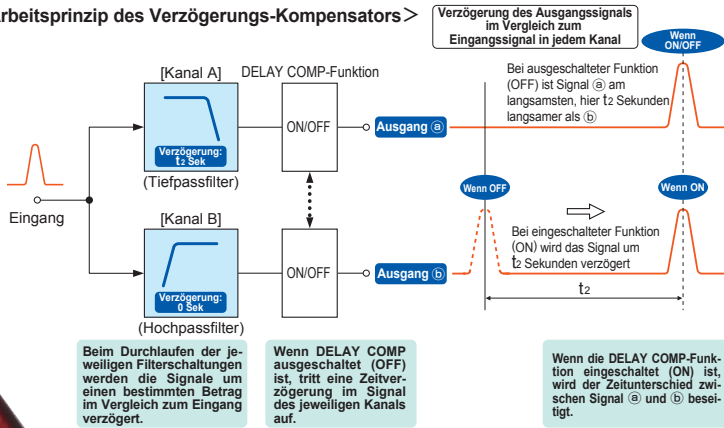 Arbeitsprinzip des Verzögerungs-Kompensators＞
Verzögerung des Ausgangssignals
im Vergleich zum
Eingangssignal in jedem Kanal
Wenn
ON/OFF
[Kanal A]
DELAY COMP-Funktion
Verzögerung:
t2 Sek
(Tiefpassfilter)
ON/OFF
Ausgang ⓐ
Bei ausgeschalteter Funktion
(OFF) ist Signal ⓐ am
langsamsten, hier t2 Sekunden
langsamer als ⓑ
Eingang
[Kanal B]
Verzögerung:
0 Sek
(Hochpassfilter)
ON/OFF
Ausgang ⓑ
Wenn OFF
Wenn ON
Bei eingeschalteter Funktion
(ON) wird das Signal um
t2 Sekunden verzögert
t2
Beim Durchlaufen der je-
weiligen Filterschaltungen
werden die Signale um
einen bestimmten Betrag
im Vergleich zum Eingang
verzögert.
Wenn DELAY COMP
ausgeschaltet (OFF)
ist, tritt eine Zeitver-
zögerung im Signal
des jeweiligen Kanals
auf.
Wenn die DELAY COMP-Funk-
tion eingeschaltet (ON) ist,
wird der Zeitunterschied zwi-
schen Signal ⓐ und ⓑ besei-
tigt.